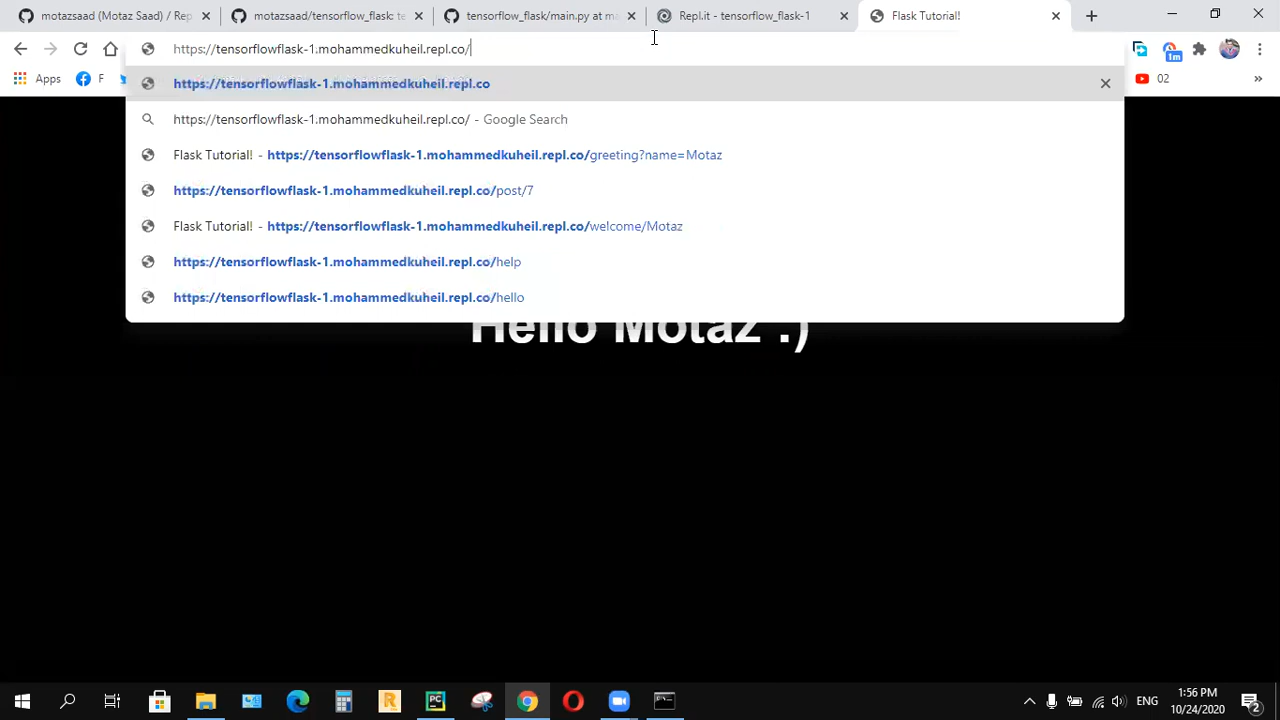 motazsaad (Motaz Saad) / Rep
motazsaad/tensorflow_flask: te
tensorflow_flask/main.py at ma
Repl.it - tensorflow_flask-1
Flask Tutorial!
https://tensorflowflask-1.mohammedkuheil.repl.co/
1m
Apps
F
02
»
https://tensorflowflask-1.mohammedkuheil.repl.co
https://tensorflowflask-1.mohammedkuheil.repl.co/ - Google Search
Flask Tutorial! - https://tensorflowflask-1.mohammedkuheil.repl.co/greeting?name=Motaz
https://tensorflowflask-1.mohammedkuheil.repl.co/post/7
Flask Tutorial! - https://tensorflowflask-1.mohammedkuheil.repl.co/welcome/Motaz
https://tensorflowflask-1.mohammedkuheil.repl.co/help
https://tensorflowflask-1.mohammedkuheil.repl.co/hello
Hello Motaz :)
ENG
1:56 PM
10/24/2020
2